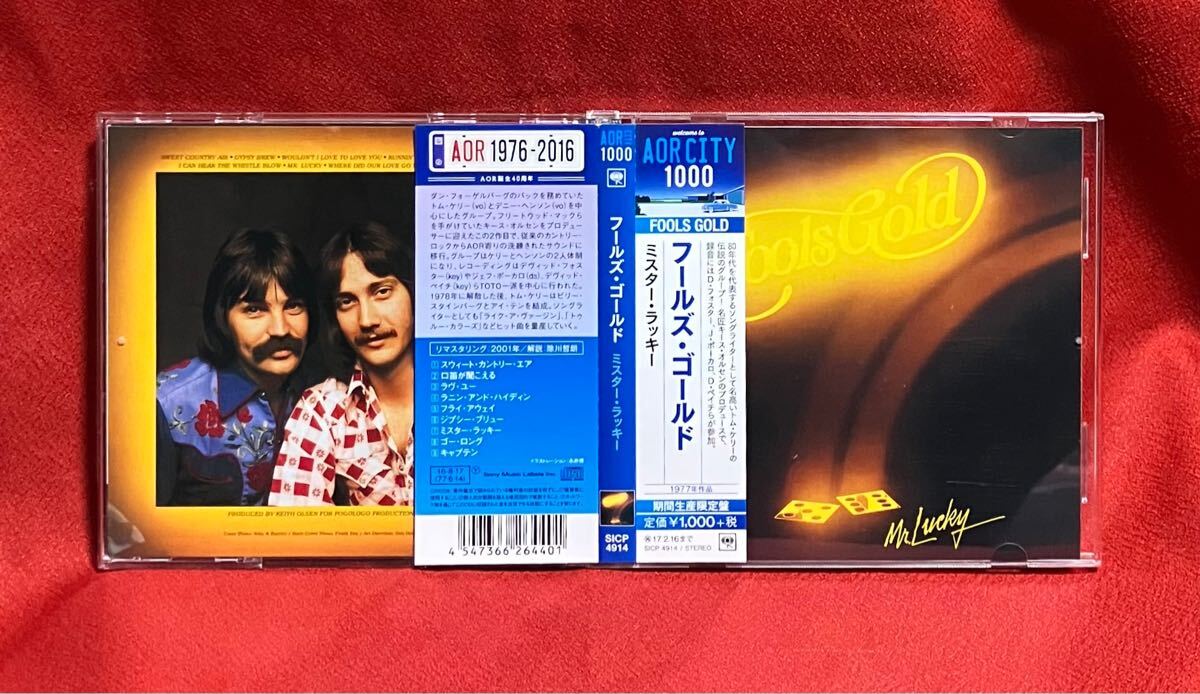 SWEET COUNTRY AIR • GYPSY BREW • WOULDN'T I LOVE TO LOVE YOU • RUNNIN'
I CAN HEAR THE WHISTLE BLOW • MR. LUCKY • WHERE DID OUR LOVE GO
PRODUCED BY KEITH OLSEN FOR POGOLOGO PRODUCTION
AOR 1976-2016
AOR誕生40周年
ダン・フォーゲルバーグのバックを務めていた
トム・ケリー(vo)とデニー・ヘンソン(vo)を中
心にしたグループ。フリートウッド・マックら
を手がけていたキース・オルセンをプロデュー
サーに迎えたこの2作目で、従来のカントリー・
ロックからAOR寄りの洗練されたサウンドに
移行。グループはケリーとヘンソンの2人体制
になり、レコーディングはデヴィッド・フォスタ
ー(key)やジェフ・ポーカロ(ds)、デヴィッド・
ペイチ(key)らTOTO一派を中心に行われた。
1978年に解散した後、トム・ケリーはビリー・
スタインバーグとアイ・テンを結成。ソングラ
イターとしても「ライク・ア・ヴァージン」、「トゥ
ルー・カラーズ」などヒット曲を量産していく。
リマスタリング:2001年/解説
①スウィート・カントリー・エア
②口笛が聞こえる
③ラヴ・ユー
④ラニン・アンド・ハイディン
⑤フライ・アウェイ
⑥ジプシー・ブリュー
⑦ミスター・ラッキー
⑧ゴー・ロング
⑨キャプテン
16・8・17
(77・6・14)
Ⓨ Sony Music Labels Inc.
4 547366 264401
AOR CITY
1000
フールズ・ゴールド ミスター・ラッキー
SICP
4914
welcome to
AOR CITY
1000
FOOLS GOLD
フールズ・ゴールド
ミスター・ラッキー
80年代を代表するソングライターとして名高いトム・ケリーの
伝説のグループ! 名匠キース・オルセンのプロデュースで、
録音にはD・フォスター、J・ポーカロ、D・ペイチらが参加。
1977年作品
期間生産限定盤
定価¥1,000+税
17・2・16まで
SICP 4914 / STEREO
Fools Gold
Mr. Lucky